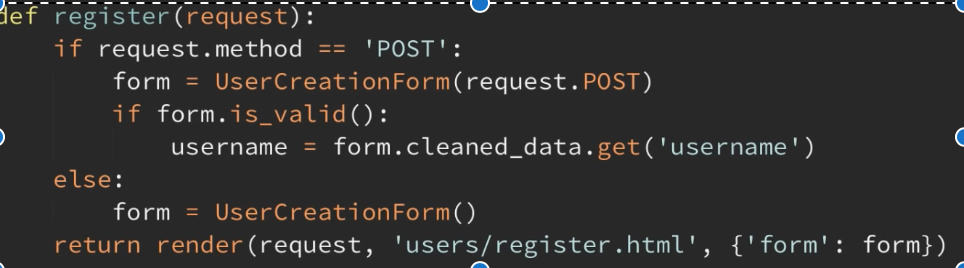 def register(request):
    if request.method == 'POST':
        form = UserCreationForm(request.POST)
        if form.is_valid():
            username = form.cleaned_data.get('username')
    else:
        form = UserCreationForm()
    return render(request, 'users/register.html', {'form': form})